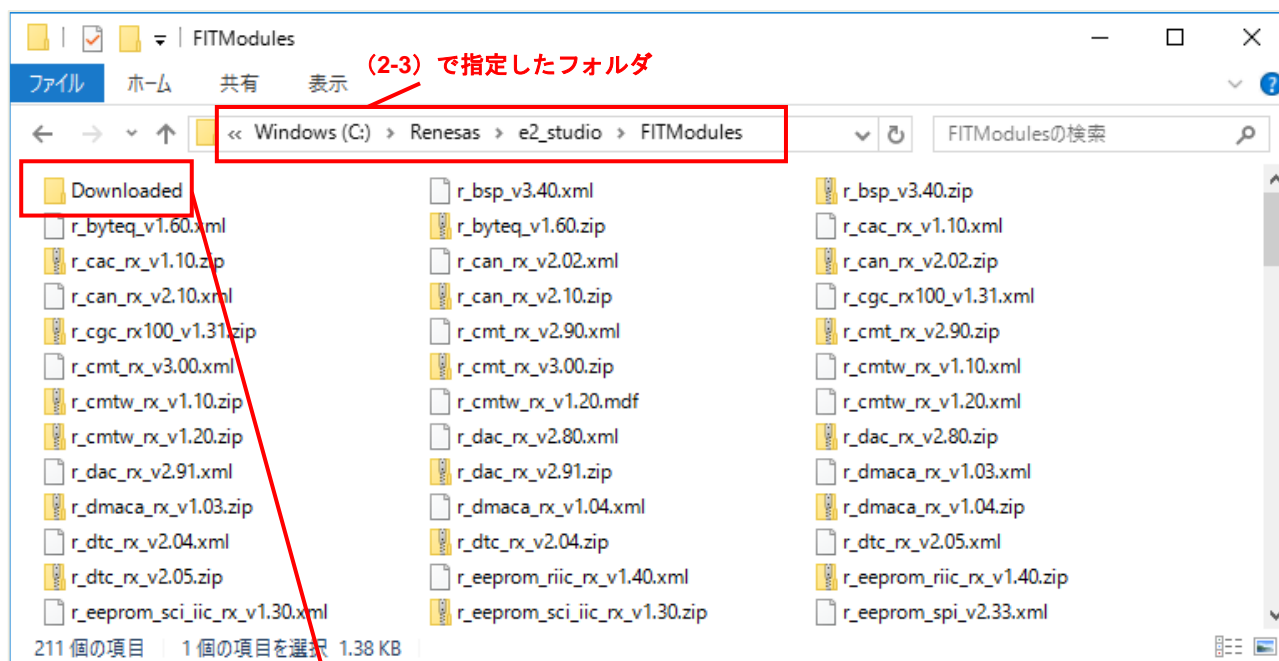 FITModules
（2-3）で指定したフォルダ
ファイル ホーム 共有 表示
« Windows (C:) › Renesas › e2_studio › FITModules
FITModulesの検索
Downloaded r_bsp_v3.40.xml r_bsp_v3.40.zip
r_byteq_v1.60.xml r_byteq_v1.60.zip r_cac_rx_v1.10.xml
r_cac_rx_v1.10.zip r_can_rx_v2.02.xml r_can_rx_v2.02.zip
r_can_rx_v2.10.xml r_can_rx_v2.10.zip r_cgc_rx100_v1.31.xml
r_cgc_rx100_v1.31.zip r_cmt_rx_v2.90.xml r_cmt_rx_v2.90.zip
r_cmt_rx_v3.00.xml r_cmt_rx_v3.00.zip r_cmtw_rx_v1.10.xml
r_cmtw_rx_v1.10.zip r_cmtw_rx_v1.20.mdf r_cmtw_rx_v1.20.xml
r_cmtw_rx_v1.20.zip r_dac_rx_v2.80.xml r_dac_rx_v2.80.zip
r_dac_rx_v2.91.xml r_dac_rx_v2.91.zip r_dmaca_rx_v1.03.xml
r_dmaca_rx_v1.03.zip r_dmaca_rx_v1.04.xml r_dmaca_rx_v1.04.zip
r_dtc_rx_v2.04.xml r_dtc_rx_v2.04.zip r_dtc_rx_v2.05.xml
r_dtc_rx_v2.05.zip r_eeprom_riic_rx_v1.40.xml r_eeprom_riic_rx_v1.40.zip
r_eeprom_sci_iic_rx_v1.30.xml r_eeprom_sci_iic_rx_v1.30.zip r_eeprom_spi_v2.33.xml
211 個の項目 1 個の項目を選択 1.38 KB